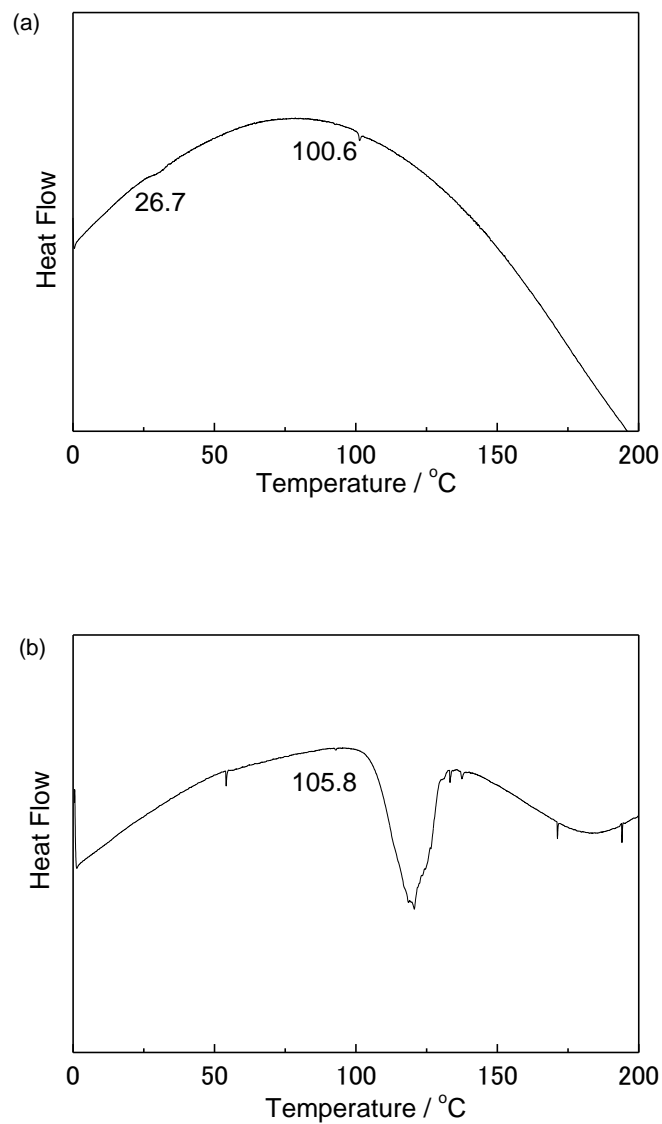 (a)
Heat Flow
26.7
100.6
0 50 100 150 200
Temperature / °C
(b)
Heat Flow
105.8
0 50 100 150 200
Temperature / °C